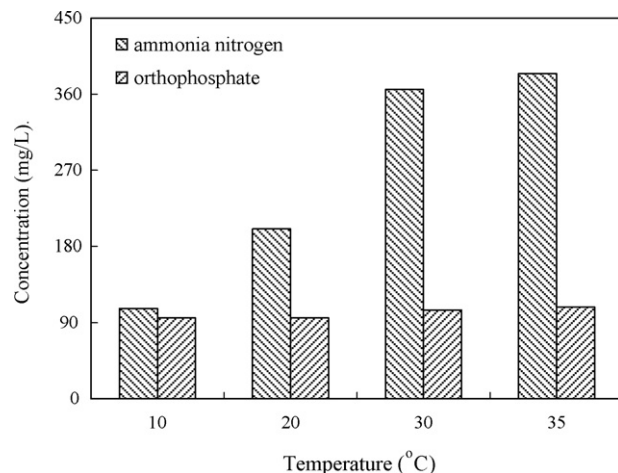 450
ammonia nitrogen
360
orthophosphate
270
180
90
0
Concentration (mg/L).
10 20 30 35
Temperature (°C)